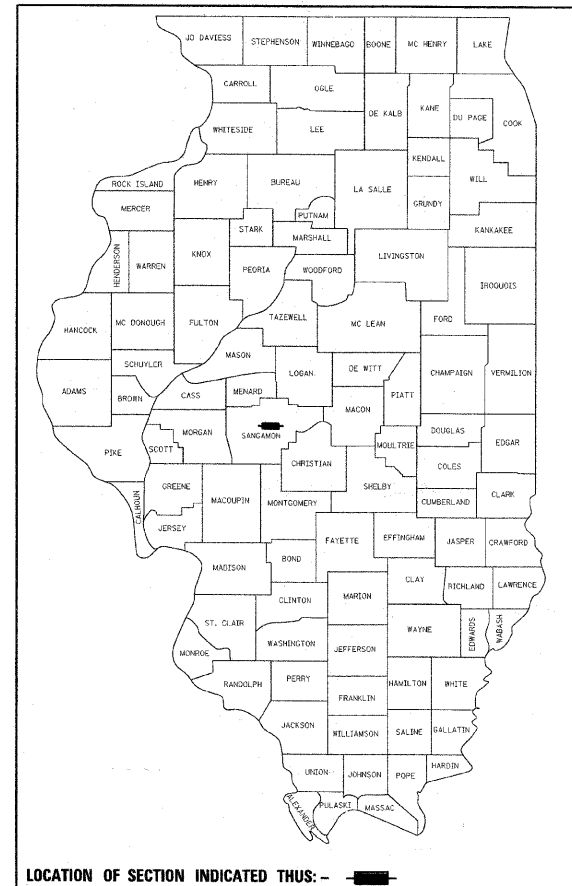 JO DAVIESS
STEPHENSON
WINNEBAGO
BOONE
MC HENRY
LAKE
CARROLL
OGLE
DE KALB
KANE
DU PAGE
COOK
WHITESIDE
LEE
KENDALL
WILL
ROCK ISLAND
HENRY
BUREAU
LA SALLE
GRUNDY
MERCER
PUTNAM
KANKAKEE
STARK
MARSHALL
HENDERSON
WARREN
KNOX
PEORIA
WOODFORD
LIVINGSTON
IROQUOIS
HANCOCK
MC DONOUGH
FULTON
TAZEWELL
MC LEAN
FORD
MASON
SCHUYLER
LOGAN
DE WITT
CHAMPAIGN
VERMILION
ADAMS
BROWN
CASS
MENARD
MACON
PIATT
MORGAN
SANGAMON
DOUGLAS
EDGAR
PIKE
SCOTT
CHRISTIAN
MOULTRIE
COLES
GREENE
MACOUPIN
MONTGOMERY
SHELBY
CUMBERLAND
CLARK
CALHOUN
JERSEY
FAYETTE
EFFINGHAM
JASPER
CRAWFORD
MADISON
BOND
CLAY
RICHLAND
LAWRENCE
CLINTON
MARION
ST. CLAIR
WAYNE
EDWARDS
WABASH
MONROE
WASHINGTON
JEFFERSON
RANDOLPH
PERRY
HAMILTON
WHITE
FRANKLIN
JACKSON
WILLIAMSON
SALINE
GALLATIN
UNION
JOHNSON
POPE
HARDIN
ALEXANDER
PULASKI
MASSAC
LOCATION OF SECTION INDICATED THUS: -